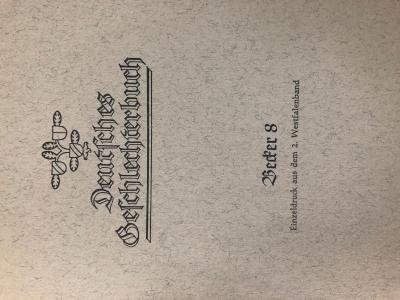 Deutsches
Geschlechterbuch
Becker 8
Einzeldruck aus dem 2. Westfalenband